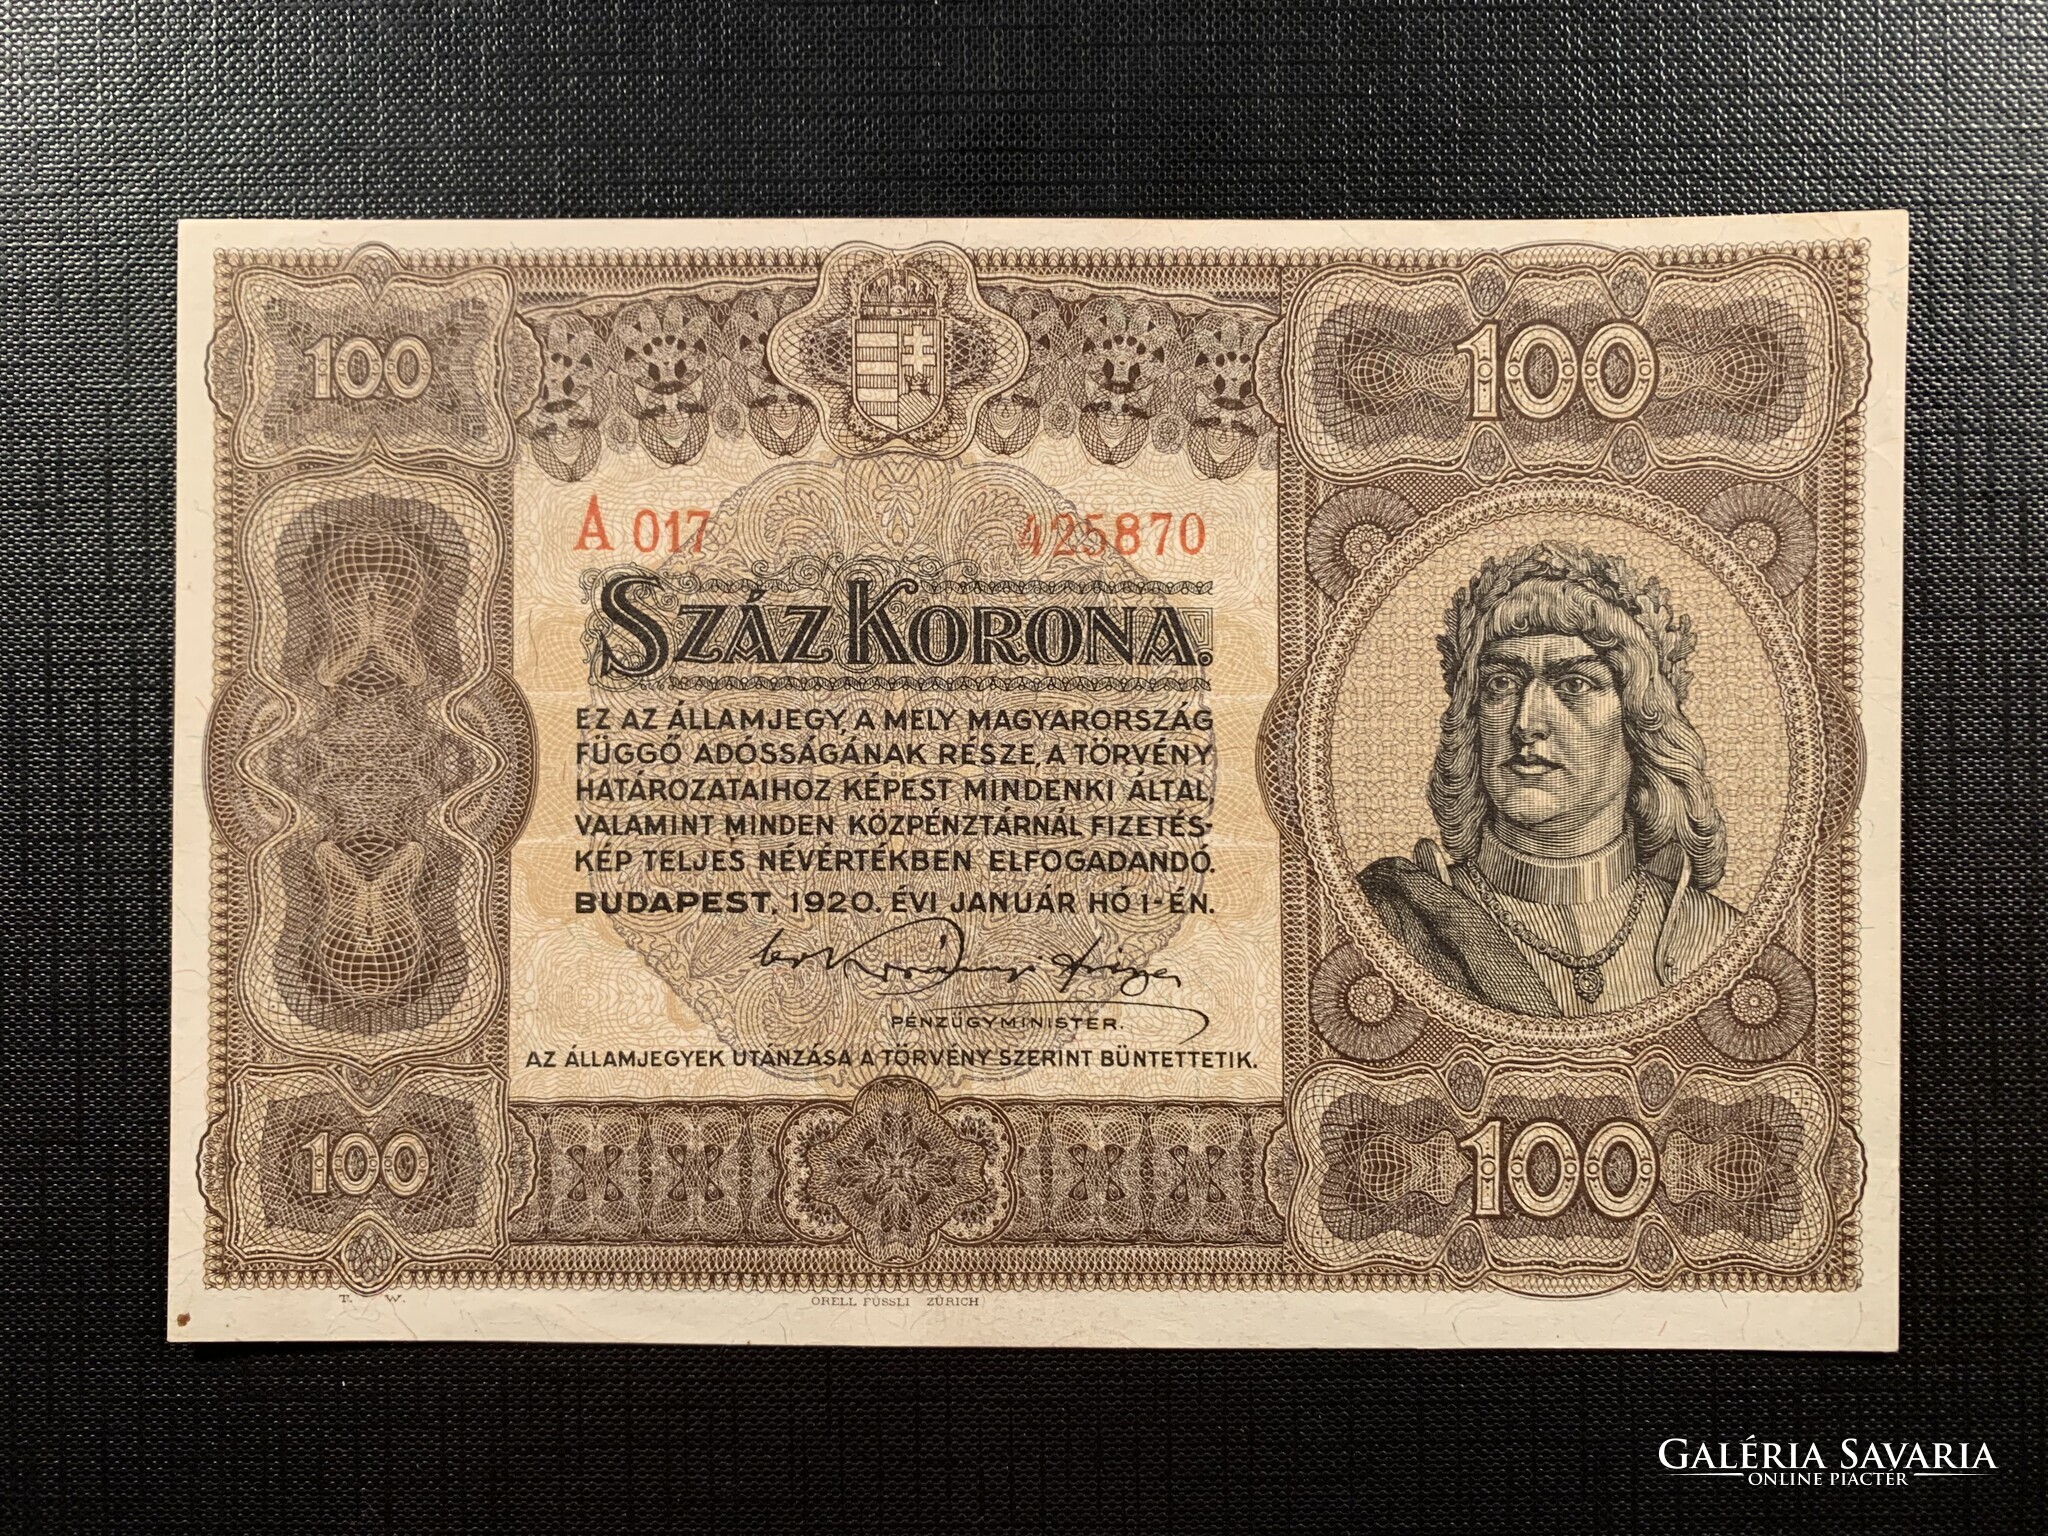 100
100
A 017 425870
SZÁZ KORONA.
EZ AZ ÁLLAMJEGY, A MELY MAGYARORSZÁG
FÜGGŐ ADÓSSÁGÁNAK RÉSZE, A TÖRVÉNY
HATÁROZATAIHOZ KÉPEST MINDENKI ÁLTAL,
VALAMINT MINDEN KÖZPÉNZTÁRNÁL FIZETÉS-
KÉP TELJES NÉVÉRTÉKBEN ELFOGADANDÓ.
BUDAPEST, 1920. ÉVI JANUÁR HÓ 1-ÉN.
PÉNZÜGYMINISTER.
AZ ÁLLAMJEGYEK UTÁNZÁSA A TÖRVÉNY SZERINT BÜNTETTETIK.
100
100
T. W. ORELL FÜSSLI ZÜRICH
GALÉRIA SAVARIA
ONLINE PIACTÉR